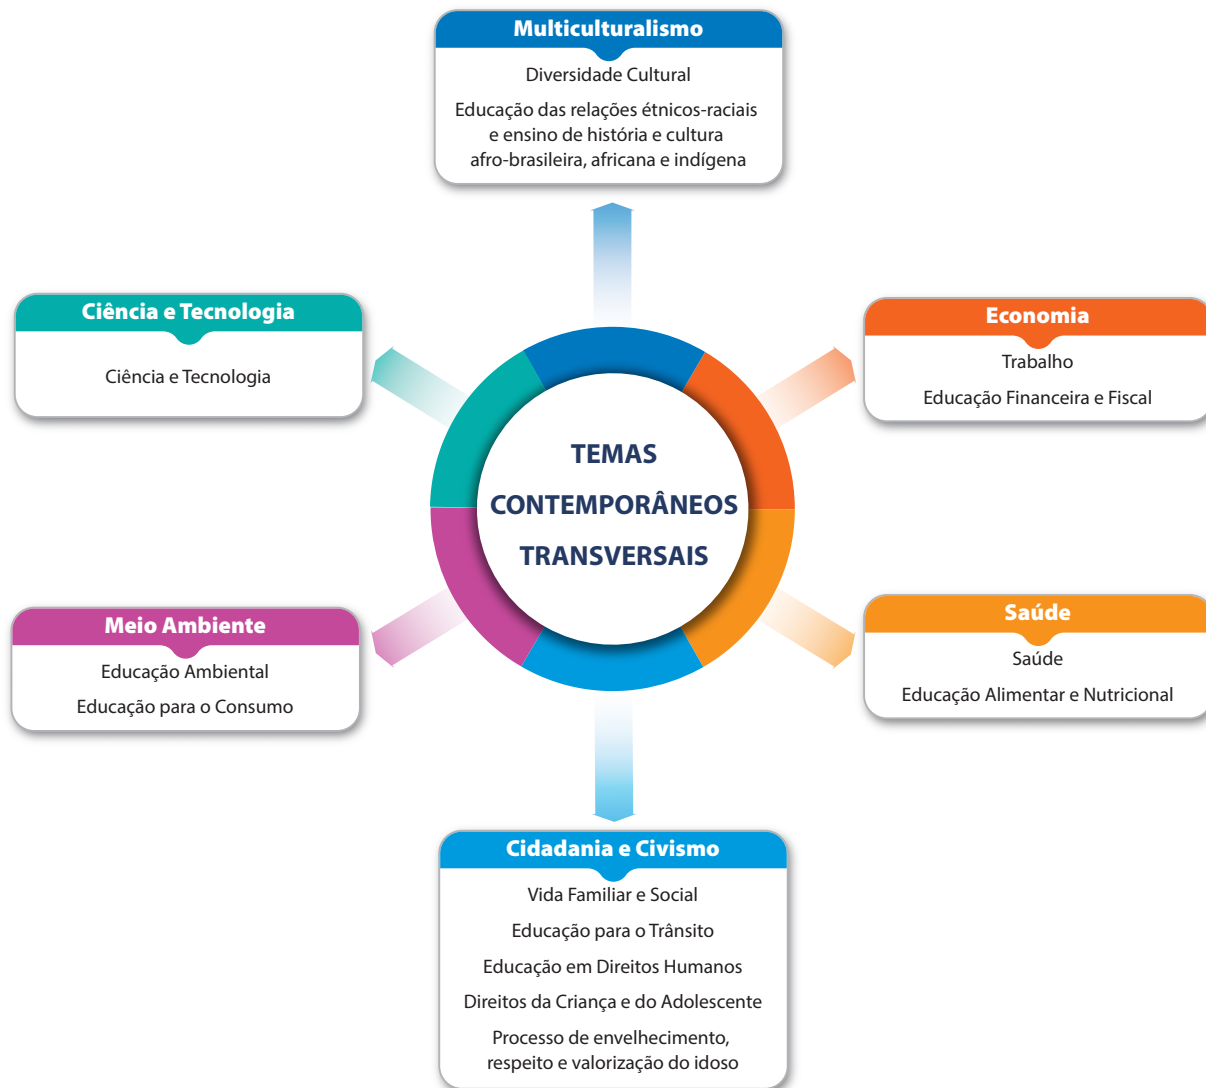 Multiculturalismo
Diversidade Cultural
Educação das relações étnicos-raciais
e ensino de história e cultura
afro-brasileira, africana e indígena
Ciência e Tecnologia
Ciência e Tecnologia
Economia
Trabalho
Educação Financeira e Fiscal
TEMAS
CONTEMPORÂNEOS
TRANSVERSAIS
Meio Ambiente
Educação Ambiental
Educação para o Consumo
Saúde
Saúde
Educação Alimentar e Nutricional
Cidadania e Civismo
Vida Familiar e Social
Educação para o Trânsito
Educação em Direitos Humanos
Direitos da Criança e do Adolescente
Processo de envelhecimento,
respeito e valorização do idoso